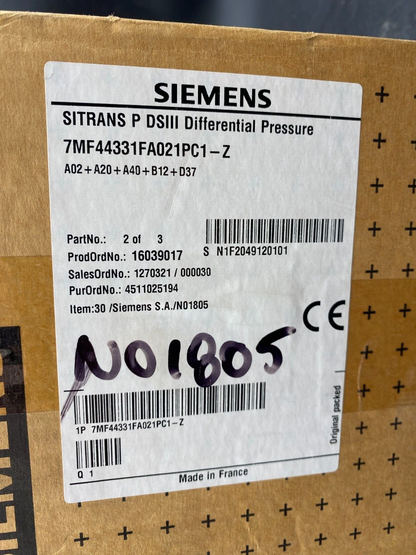 SIEMENS
SITRANS P DSIII Differential Pressure
7MF44331FA021PC1-Z
A02+A20+A40+B12+D37
PartNo.: 2 of 3
ProdOrdNo.: 16039017
S N1F2049120101
SalesOrdNo.: 1270321 / 000030
PurOrdNo.: 4511025194
Item:30 /Siemens S.A./N01805
CE
N01805
1P 7MF44331FA021PC1-Z
Q 1
Made in France
Original packed